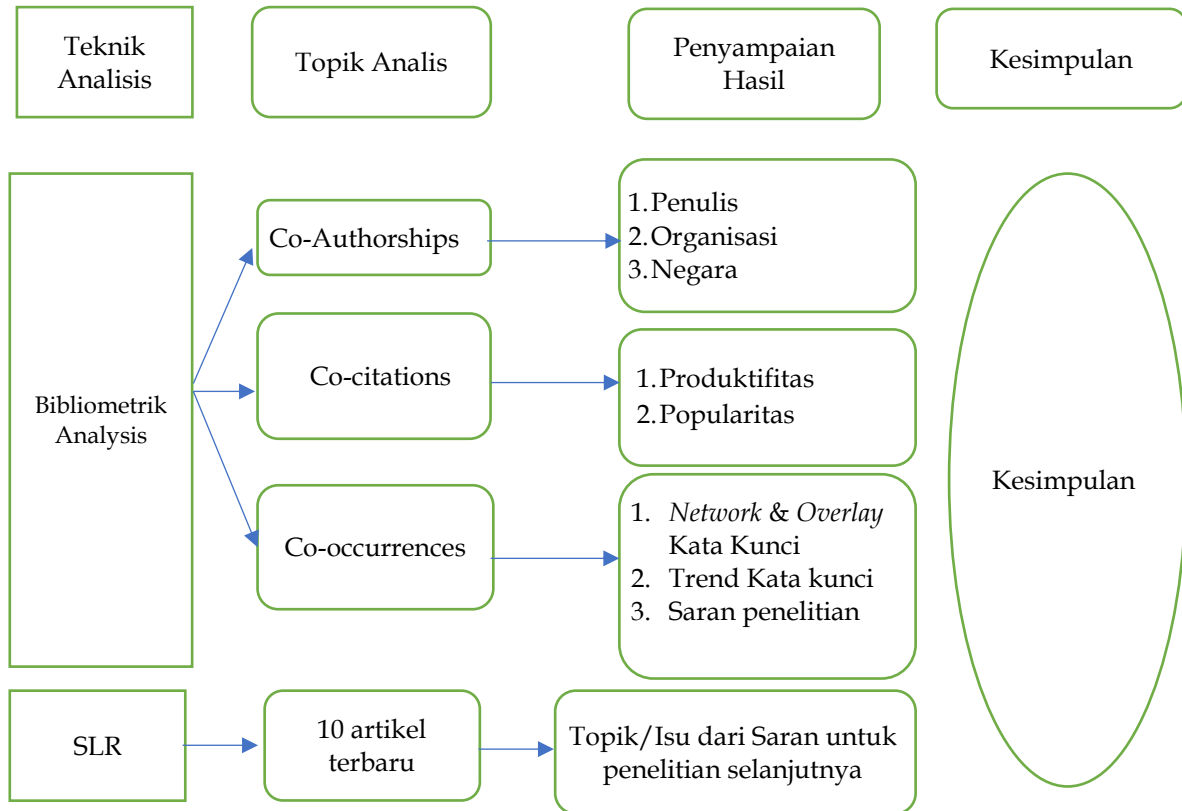 Teknik
Analisis
Topik Analis
Penyampaian
Hasil
Kesimpulan
Bibliometrik
Analysis
Co-Authorships
1.Penulis
2.Organisasi
3.Negara
Co-citations
1.Produktifitas
2.Popularitas
Co-occurrences
1. Network & Overlay
Kata Kunci
2. Trend Kata kunci
3. Saran penelitian
Kesimpulan
SLR
10 artikel
terbaru
Topik/Isu dari Saran untuk
penelitian selanjutnya